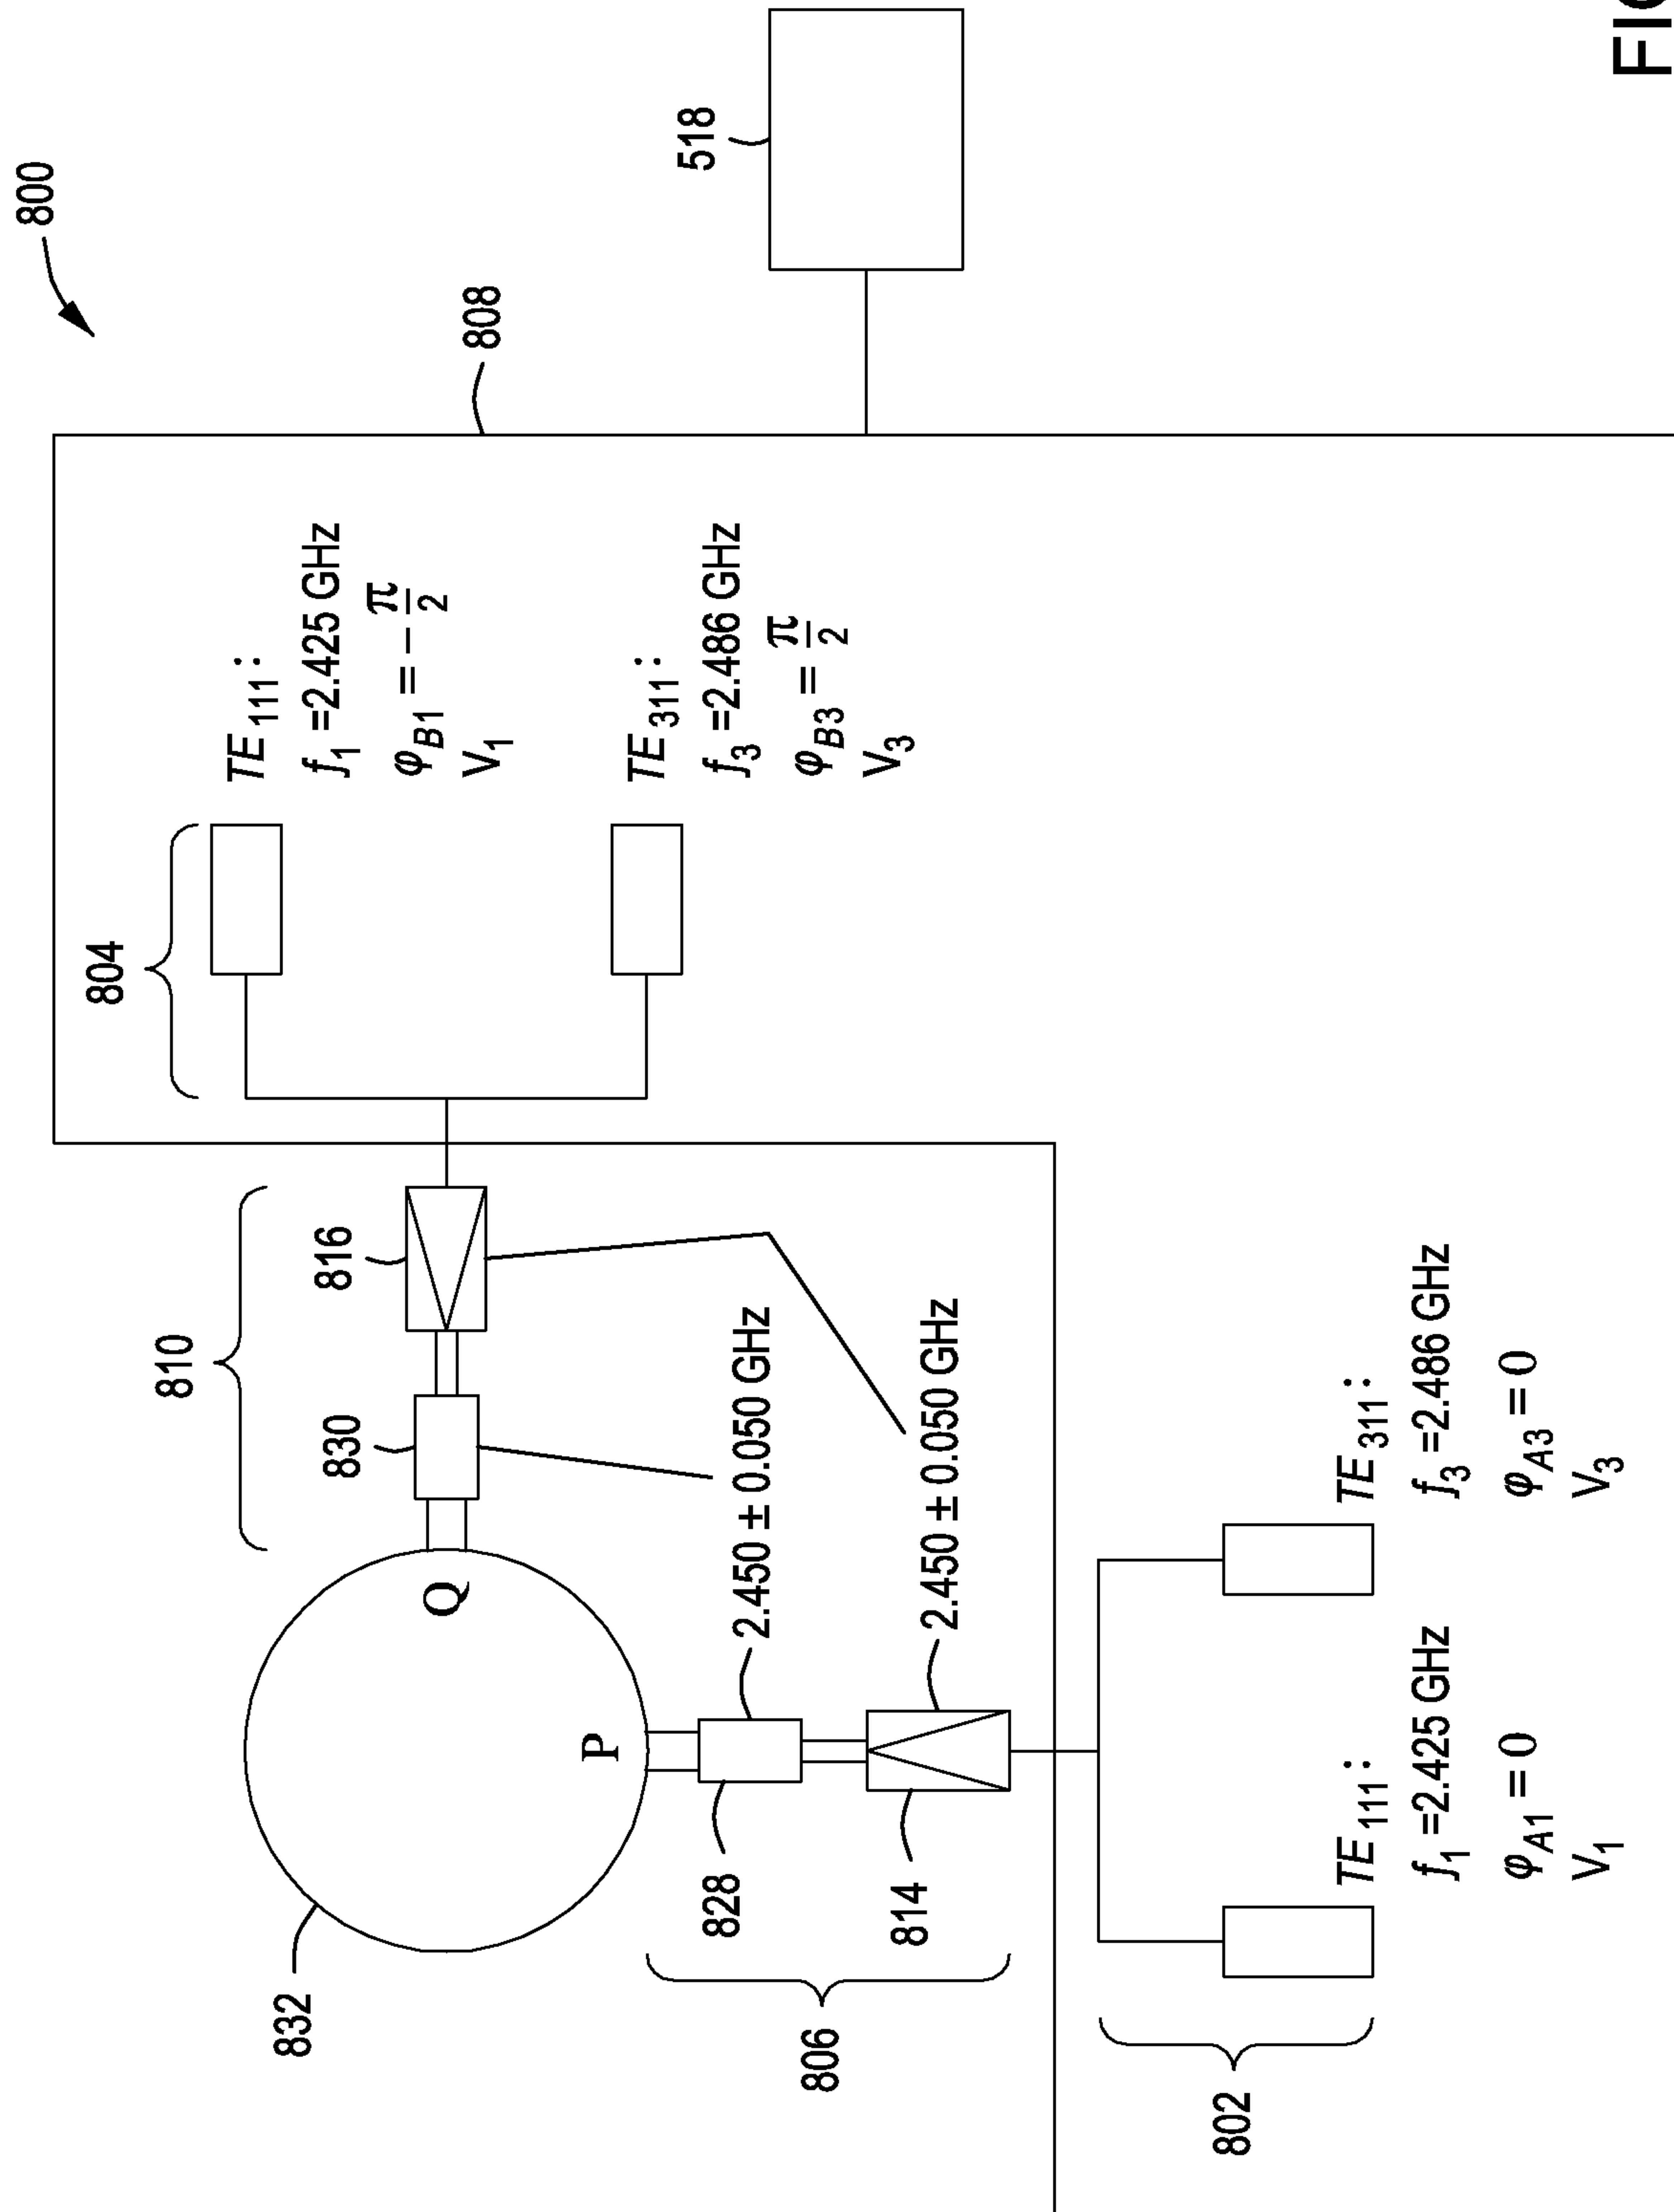 800
808
518
804
TE111:
f1 =2.425 GHz
φB1 = −π/2
V1
TE311:
f3 =2.486 GHz
φB3 = π/2
V3
810
816
830
Q
P
832
828
2.450 ± 0.050 GHz
814
2.450 ± 0.050 GHz
806
802
TE111:
f1 =2.425 GHz
φA1 = 0
V1
TE311:
f3 =2.486 GHz
φA3 = 0
V3